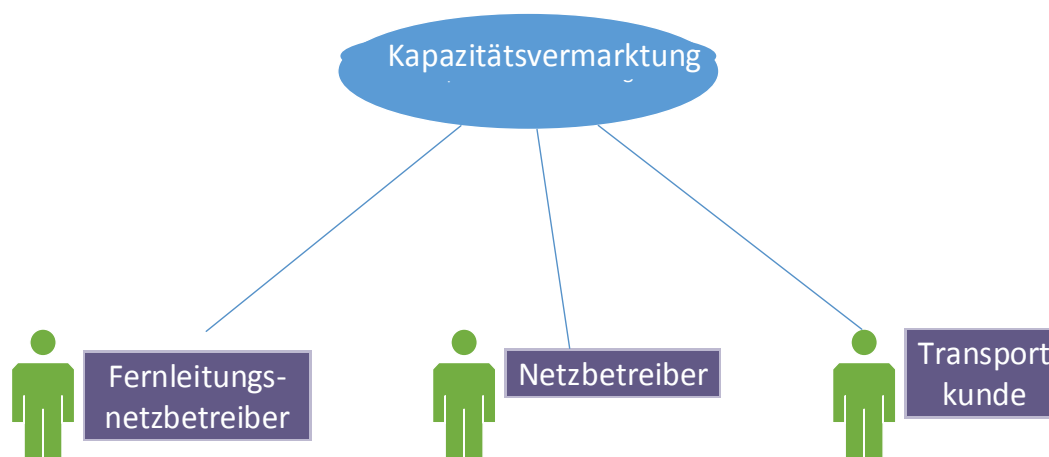 Kapazitätsvermarktung
Fernleitungs-
netzbetreiber
Netzbetreiber
Transport
kunde